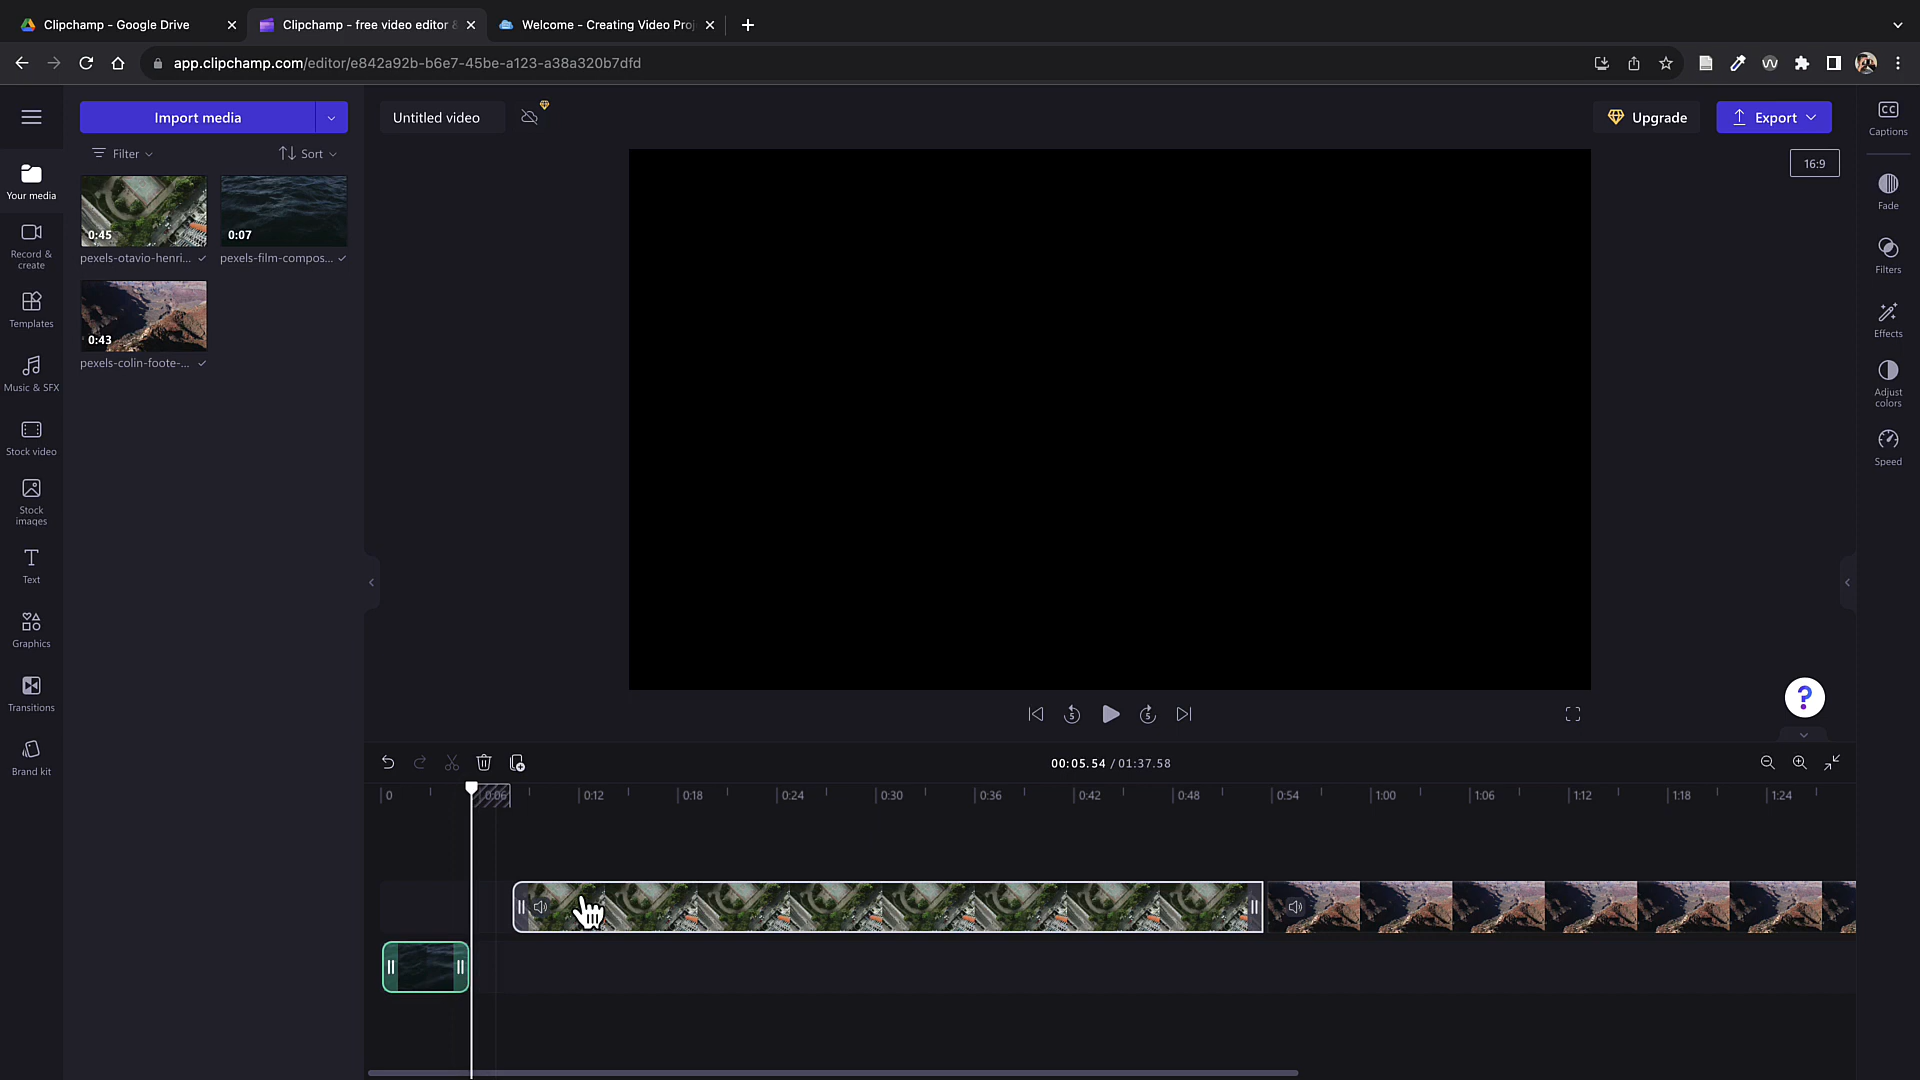 Clipchamp - Google Drive
Clipchamp - free video editor &
Welcome - Creating Video Proj
app.clipchamp.com/editor/e842a92b-b6e7-45be-a123-a38a320b7dfd
Import media
Untitled video
Upgrade
Export
CC
Captions
Filter
Sort
16:9
Your media
0:45
0:07
pexels-otavio-henri...
pexels-film-compos...
Fade
Record &
create
Filters
0:43
pexels-colin-foote-...
Templates
Effects
Music & SFX
Adjust
colors
Stock video
Speed
Stock
images
T
Text
Graphics
Transitions
Brand kit
5
5
?
00:05.54 / 01:37.58
0
0:06
0:12
0:18
0:24
0:30
0:36
0:42
0:48
0:54
1:00
1:06
1:12
1:18
1:24